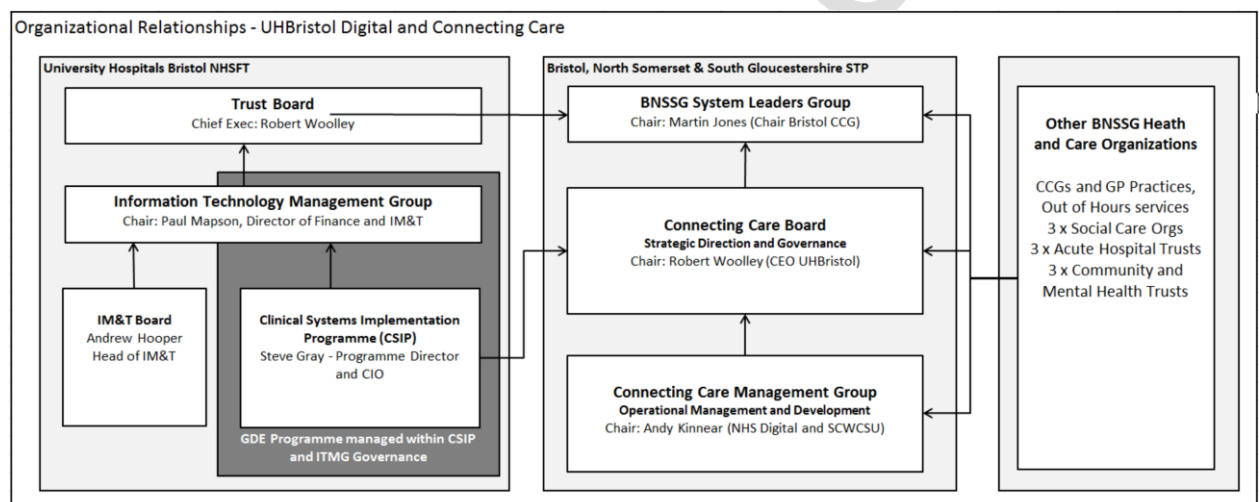 Organizational Relationships - UHBristol Digital and Connecting Care
University Hospitals Bristol NHSFT
Trust Board
Chief Exec: Robert Woolley
Information Technology Management Group
Chair: Paul Mapson, Director of Finance and IM&T
IM&T Board
Andrew Hooper
Head of IM&T
Clinical Systems Implementation
Programme (CSIP)
Steve Gray - Programme Director
and CIO
GDE Programme managed within CSIP
and ITMG Governance
Bristol, North Somerset & South Gloucestershire STP
BNSSG System Leaders Group
Chair: Martin Jones (Chair Bristol CCG)
Connecting Care Board
Strategic Direction and Governance
Chair: Robert Woolley (CEO UHBristol)
Connecting Care Management Group
Operational Management and Development
Chair: Andy Kinnear (NHS Digital and SCWCSU)
Other BNSSG Heath
and Care Organizations
CCGs and GP Practices,
Out of Hours services
3 x Social Care Orgs
3 x Acute Hospital Trusts
3 x Community and
Mental Health Trusts